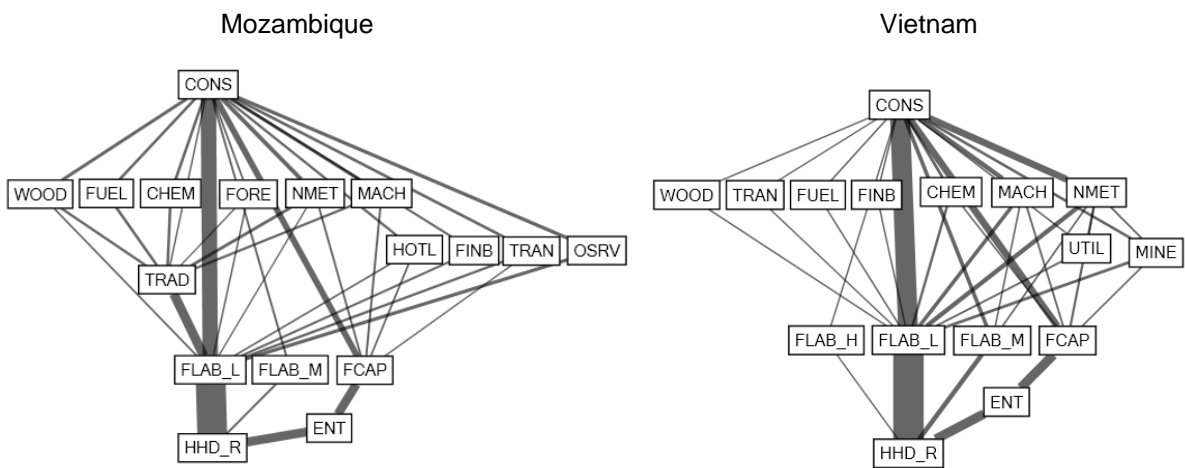 Mozambique
CONS
WOOD FUEL CHEM FORE NMET MACH
HOTL FINB TRAN OSRV
TRAD
FLAB_L FLAB_M FCAP
ENT
HHD_R
Vietnam
CONS
WOOD TRAN FUEL FINB CHEM MACH NMET
UTIL MINE
FLAB_H FLAB_L FLAB_M FCAP
ENT
HHD_R